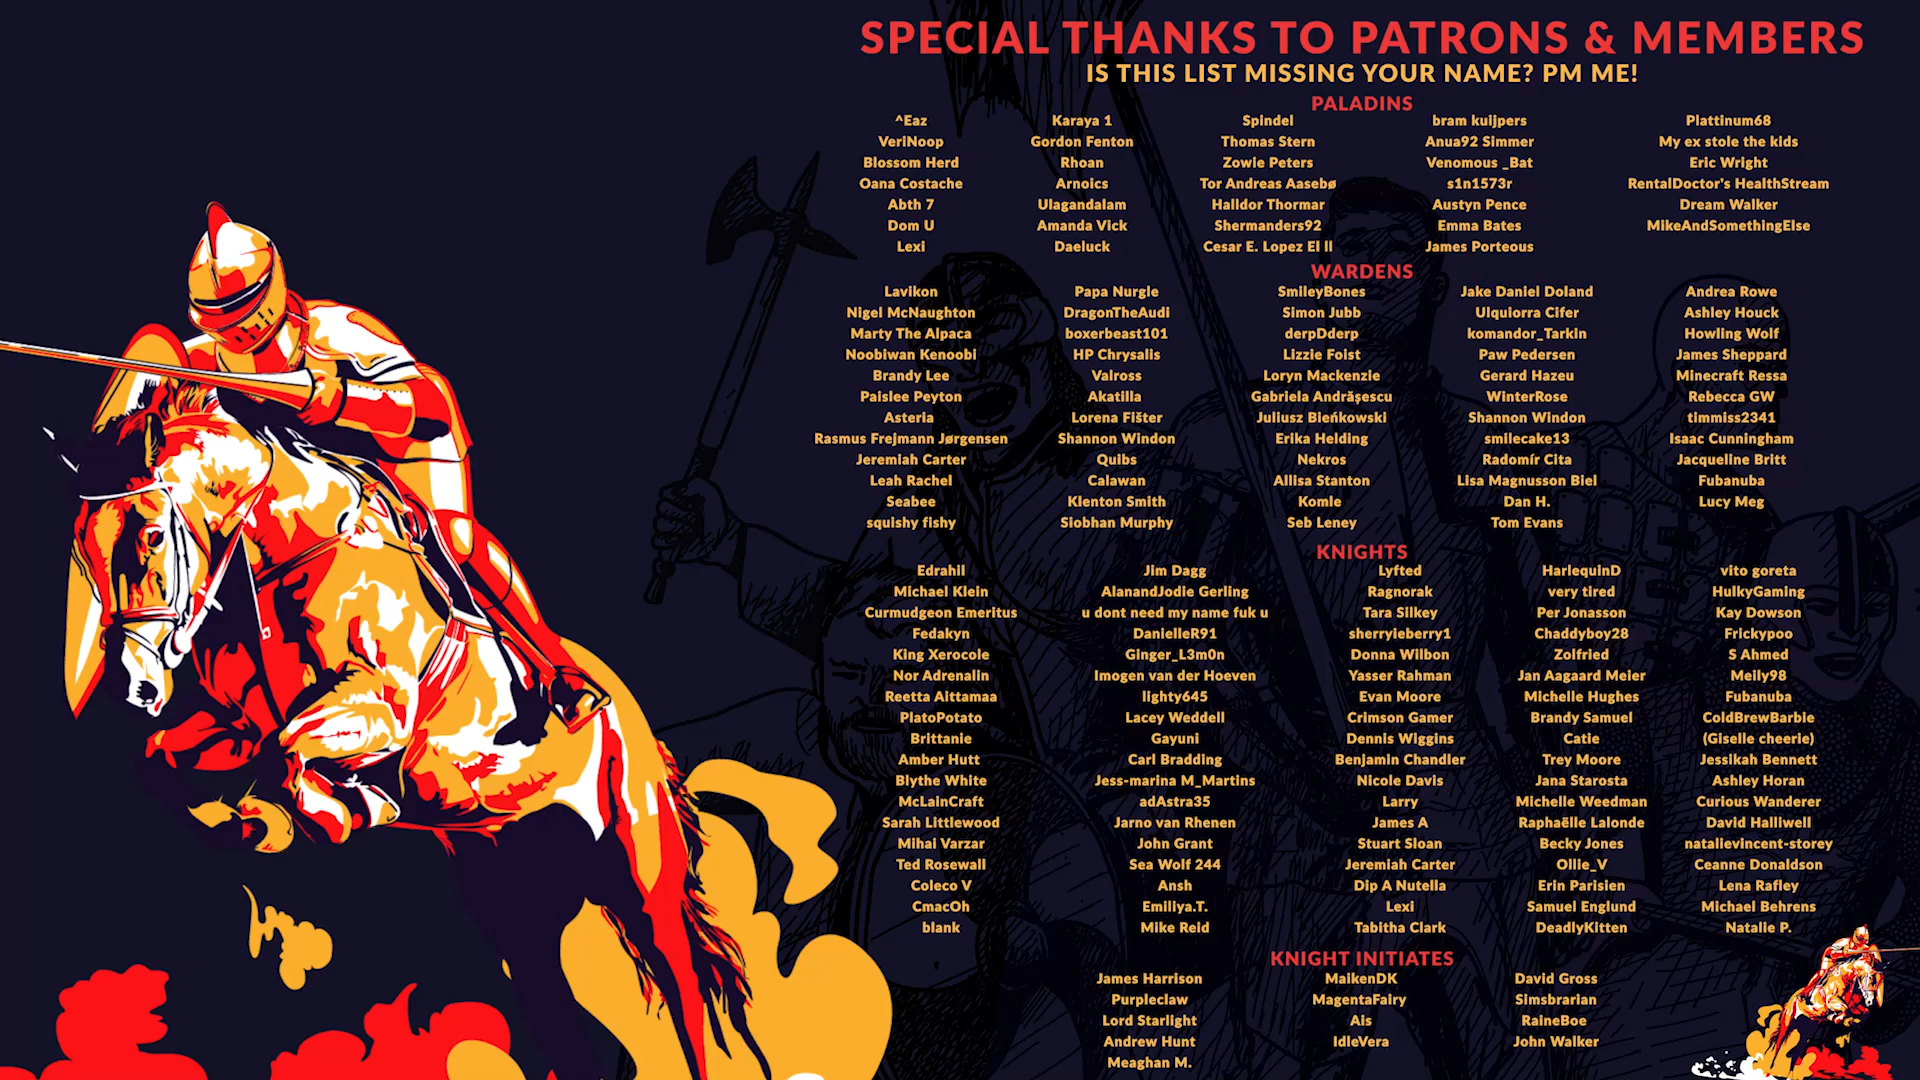 SPECIAL THANKS TO PATRONS & MEMBERS
IS THIS LIST MISSING YOUR NAME? PM ME!
PALADINS
^Eaz Karaya 1 Spindel bram kuijpers Plattinum68
VeriNoop Gordon Fenton Thomas Stern Anua92 Simmer My ex stole the kids
Blossom Herd Rhoan Zowie Peters Venomous _Bat Eric Wright
Oana Costache Arnoics Tor Andreas Aasebø s1n1573r RentalDoctor's HealthStream
Abth 7 Ulagandalam Halldor Thormar Austyn Pence Dream Walker
Dom U Amanda Vick Shermanders92 Emma Bates MikeAndSomethingElse
Lexi Daeluck Cesar E. Lopez El II James Porteous
WARDENS
Lavikon Papa Nurgle SmileyBones Jake Daniel Doland Andrea Rowe
Nigel McNaughton DragonTheAudi Simon Jubb Ulquiorra Cifer Ashley Houck
Marty The Alpaca boxerbeast101 derpDderp komandor_Tarkin Howling Wolf
Noobiwan Kenoobi HP Chrysalis Lizzie Foist Paw Pedersen James Sheppard
Brandy Lee Valross Loryn Mackenzie Gerard Hazeu Minecraft Ressa
Paislee Peyton Akatilla Gabriela Andrășescu WinterRose Rebecca GW
Asteria Lorena Fišter Juliusz Bieńkowski Shannon Windon timmiss2341
Rasmus Frejmann Jørgensen Shannon Windon Erika Helding smilecake13 Isaac Cunningham
Jeremiah Carter Quibs Nekros Radomír Cita Jacqueline Britt
Leah Rachel Calawan Allisa Stanton Lisa Magnusson Biel Fubanuba
Seabee Klenton Smith Komle Dan H. Lucy Meg
squishy fishy Siobhan Murphy Seb Leney Tom Evans
KNIGHTS
Edrahil Jim Dagg Lyfted HarlequinD vito goreta
Michael Klein AlanandJodie Gerling Ragnorak very tired HulkyGaming
Curmudgeon Emeritus u dont need my name fuk u Tara Silkey Per Jonasson Kay Dowson
Fedakyn DanielleR91 sherryieberry1 Chaddyboy28 Frickypoo
King Xerocole Ginger_L3m0n Donna Wilbon Zolfried S Ahmed
Nor Adrenalin Imogen van der Hoeven Yasser Rahman Jan Aagaard Meier Melly98
Reetta Aittamaa lighty645 Evan Moore Michelle Hughes Fubanuba
PlatoPotato Lacey Weddell Crimson Gamer Brandy Samuel ColdBrewBarbie
Brittanie Gayuni Dennis Wiggins Catie (Giselle cheerie)
Amber Hutt Carl Bradding Benjamin Chandler Trey Moore Jessikah Bennett
Blythe White Jess-marina M_Martins Nicole Davis Jana Starosta Ashley Horan
McLainCraft adAstra35 Larry Michelle Weedman Curious Wanderer
Sarah Littlewood Jarno van Rhenen James A Raphaëlle Lalonde David Halliwell
Mihai Varzar John Grant Stuart Sloan Becky Jones natalievincent-storey
Ted Rosewall Sea Wolf 244 Jeremiah Carter Ollie_V Ceanne Donaldson
Coleco V Ansh Dip A Nutella Erin Parisien Lena Rafley
CmacOh Emiliya.T. Lexi Samuel Englund Michael Behrens
blank Mike Reid Tabitha Clark DeadlyKitten Natalie P.
KNIGHT INITIATES
James Harrison MaikenDK David Gross
Purpleclaw MagentaFairy Simsbrarian
Lord Starlight Ais RaineBoe
Andrew Hunt IdleVera John Walker
Meaghan M.